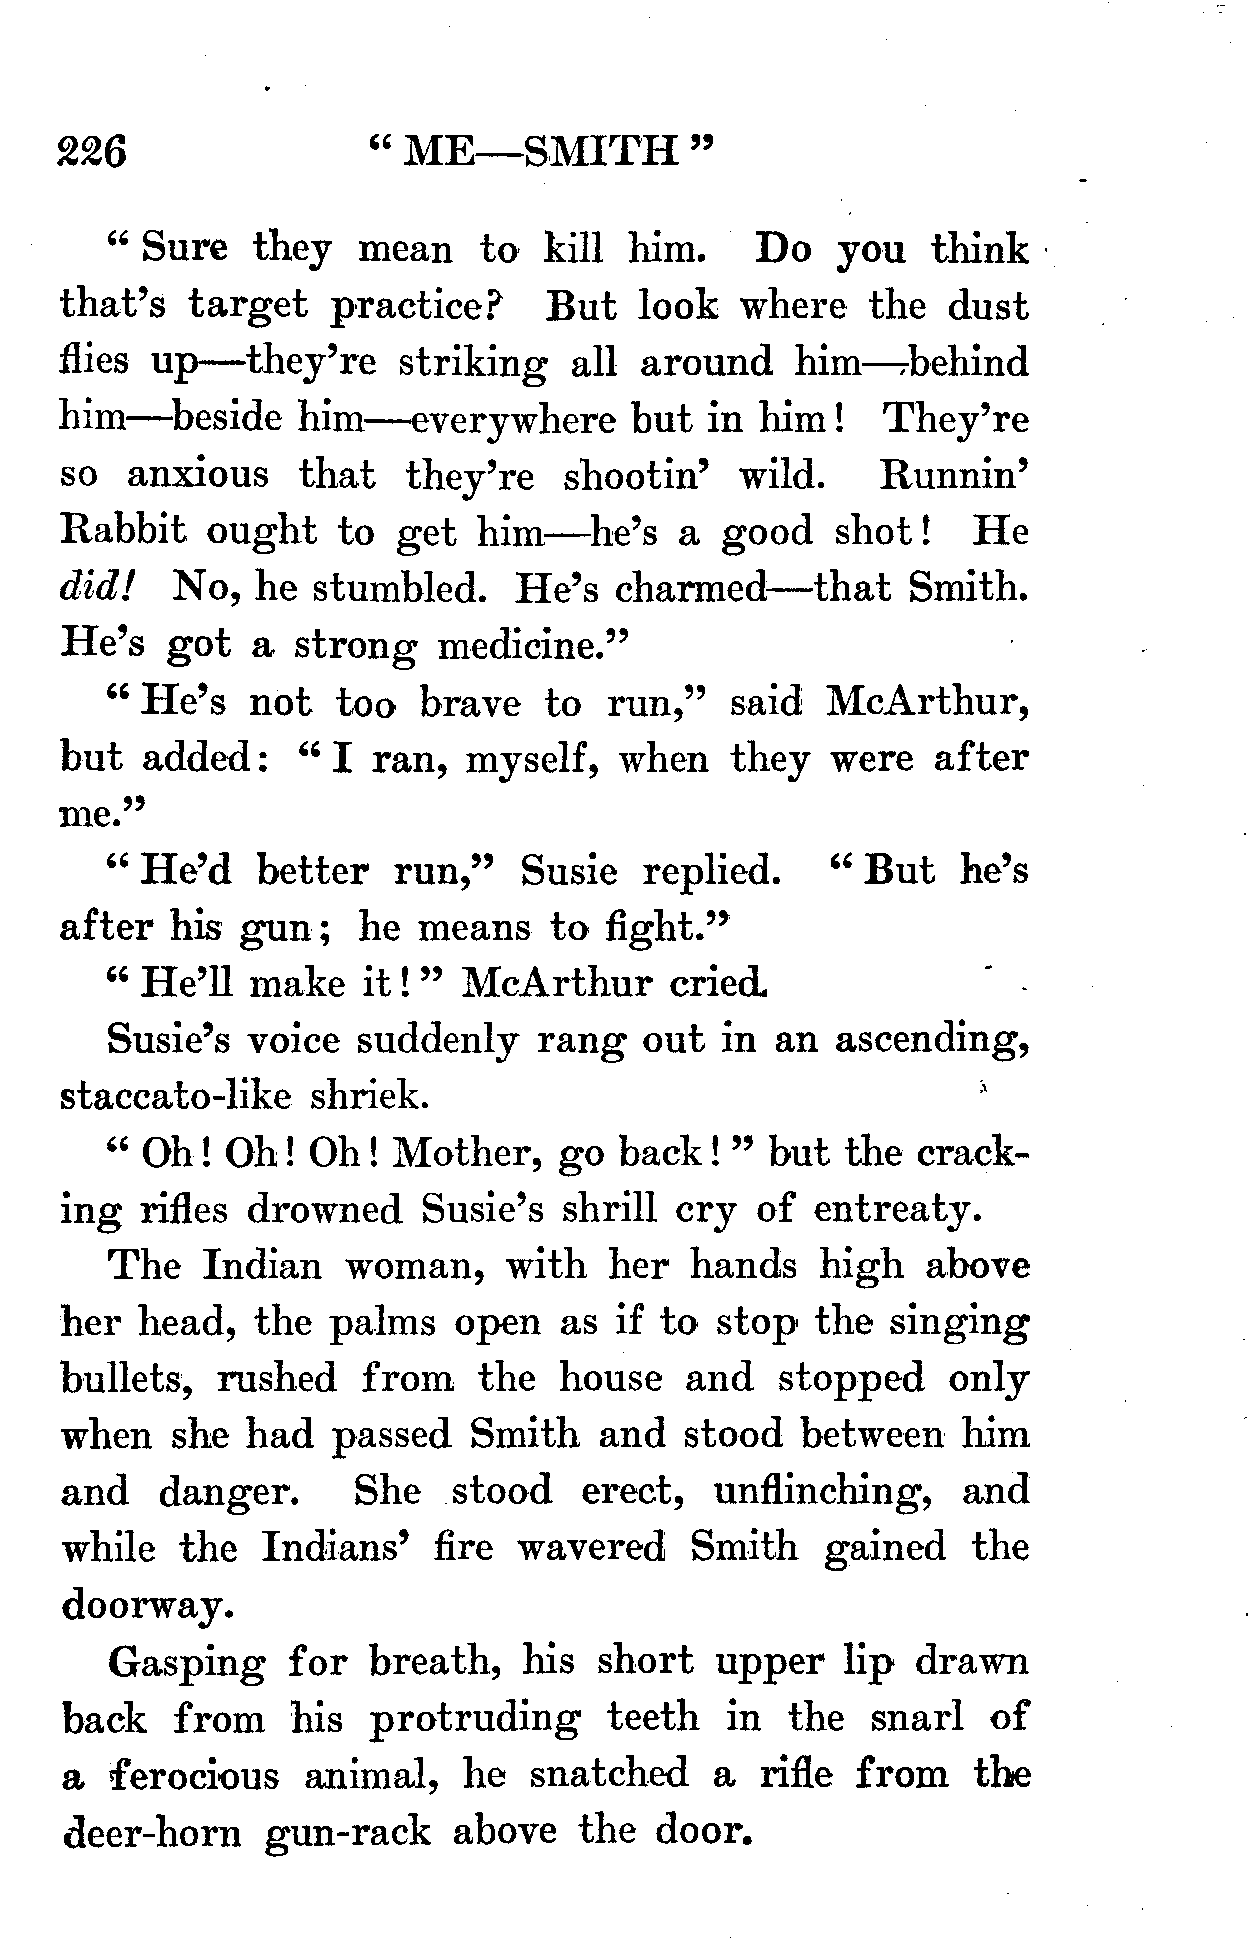 226 “ ME—SMITH ”
“ Sure they mean to kill him. Do you think
that’s target practice? But look where the dust
flies up—they’re striking all around him—behind
him—beside him—everywhere but in him! They’re
so anxious that they’re shootin’ wild. Runnin’
Rabbit ought to get him—he’s a good shot! He
did! No, he stumbled. He’s charmed—that Smith.
He’s got a strong medicine.”
“ He’s not too brave to run,” said McArthur,
but added: “ I ran, myself, when they were after
me.”
“ He’d better run,” Susie replied. “ But he’s
after his gun; he means to fight.”
“ He’ll make it! ” McArthur cried.
Susie’s voice suddenly rang out in an ascending,
staccato-like shriek.
“ Oh! Oh! Oh! Mother, go back! ” but the crack-
ing rifles drowned Susie’s shrill cry of entreaty.
The Indian woman, with her hands high above
her head, the palms open as if to stop the singing
bullets, rushed from the house and stopped only
when she had passed Smith and stood between him
and danger. She stood erect, unflinching, and
while the Indians’ fire wavered Smith gained the
doorway.
Gasping for breath, his short upper lip drawn
back from his protruding teeth in the snarl of
a ferocious animal, he snatched a rifle from the
deer-horn gun-rack above the door.